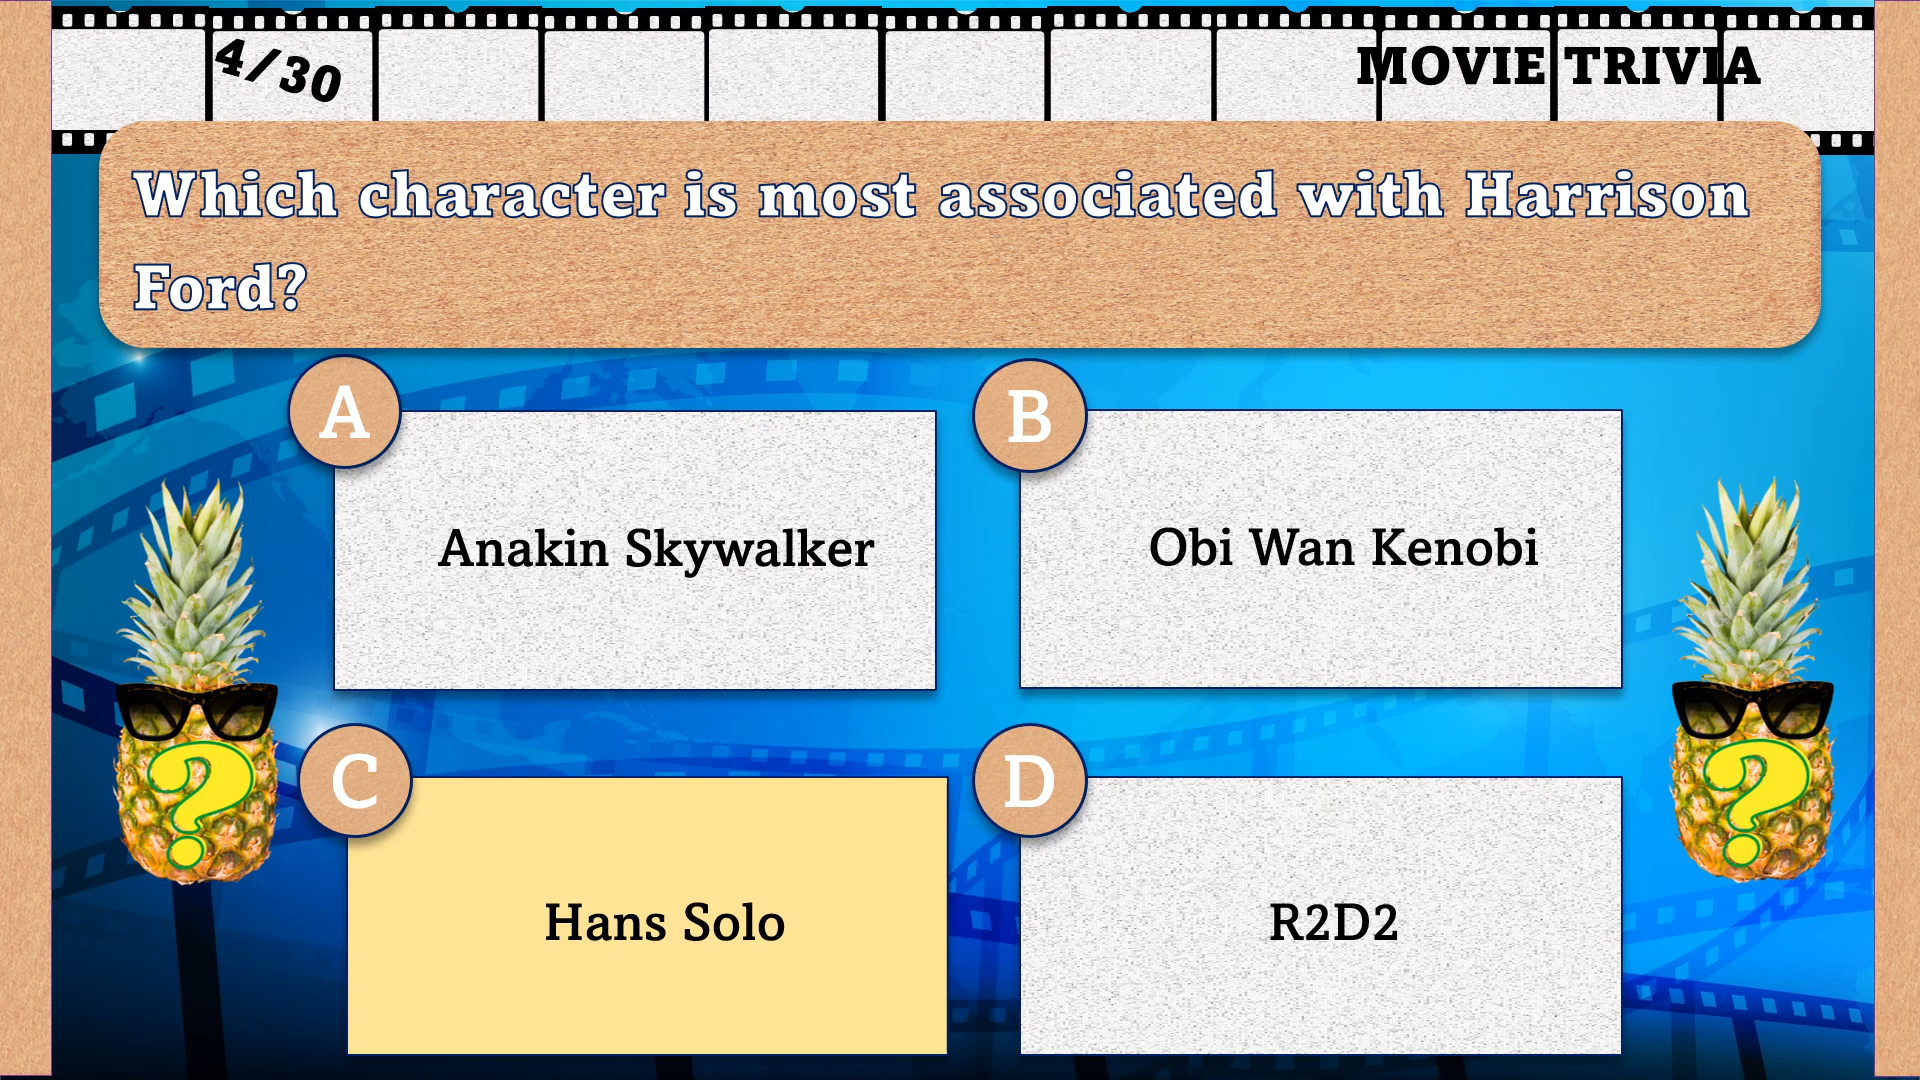 4/30
MOVIE TRIVIA
Which character is most associated with Harrison
Ford?
A
Anakin Skywalker
B
Obi Wan Kenobi
C
Hans Solo
D
R2D2
?
?